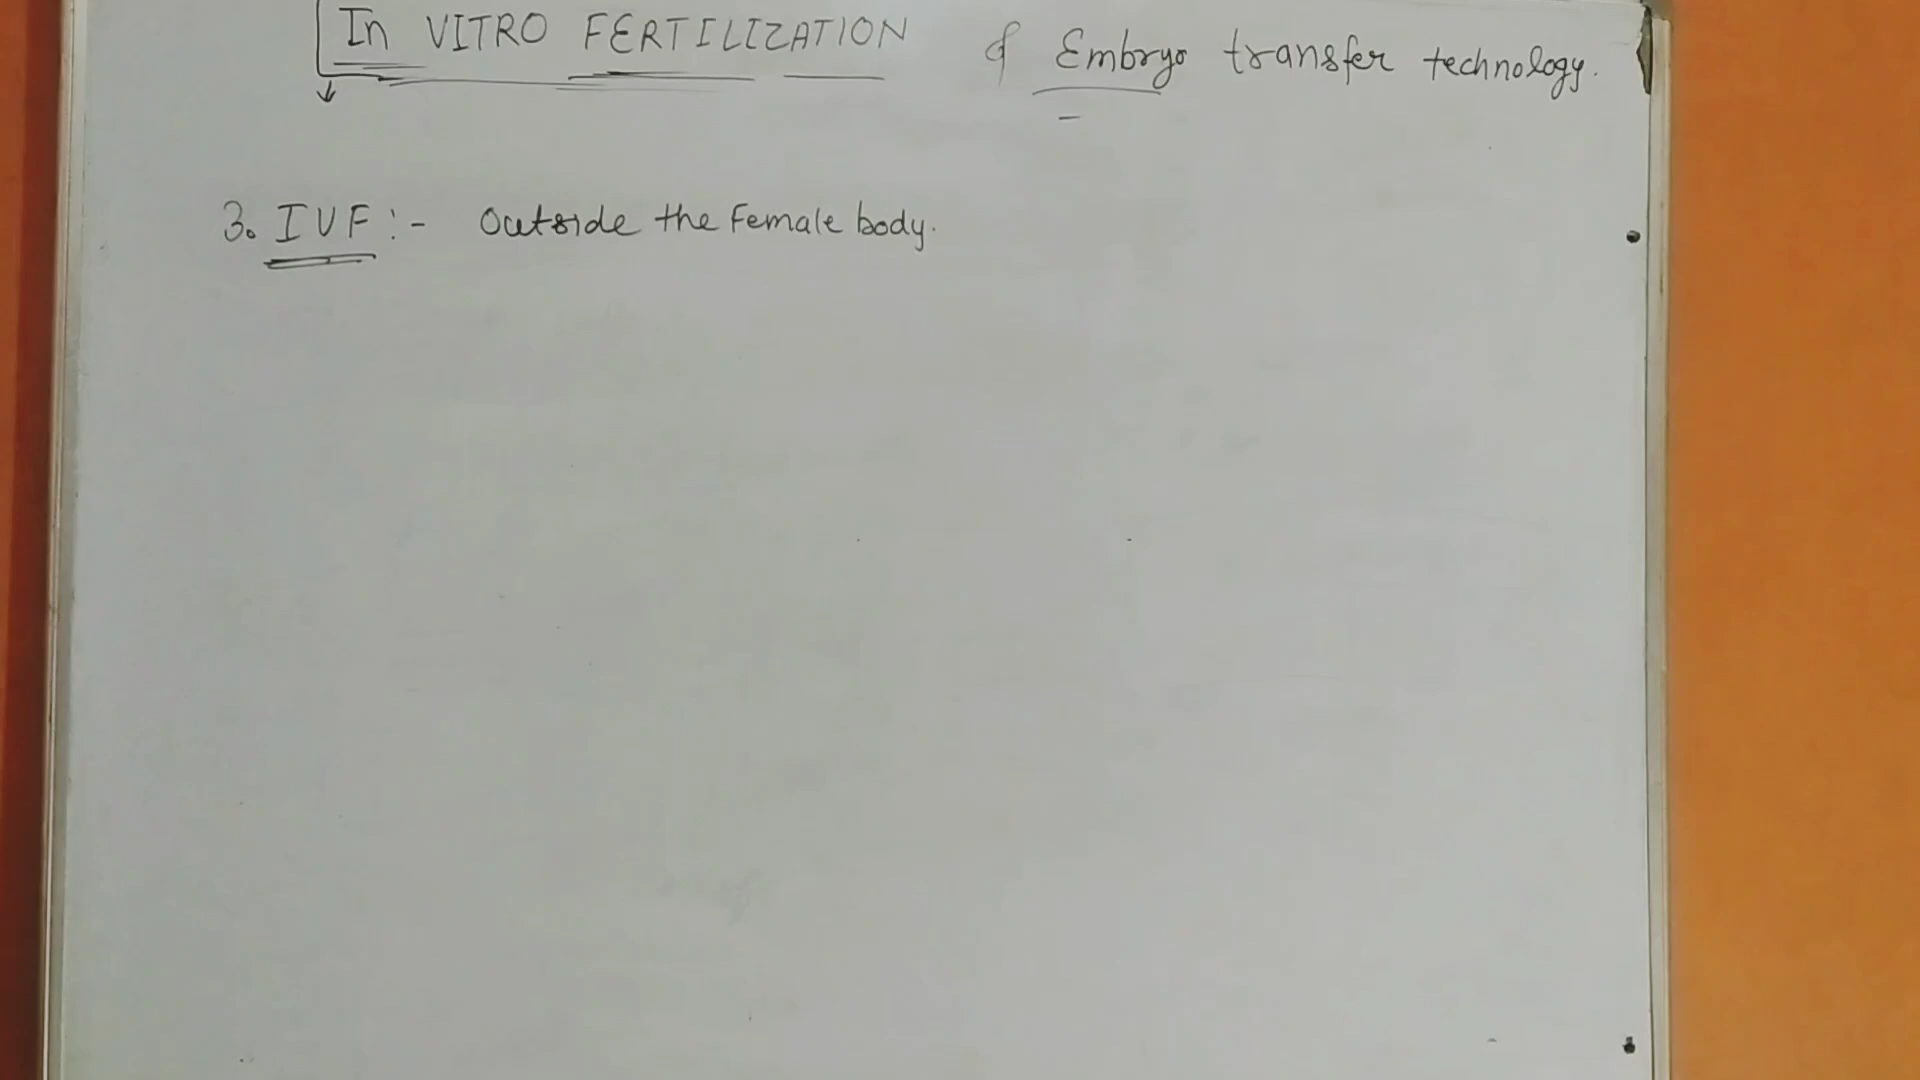 In VITRO FERTILIZATION & Embryo transfer technology.
3. IVF :- Outside the Female body.